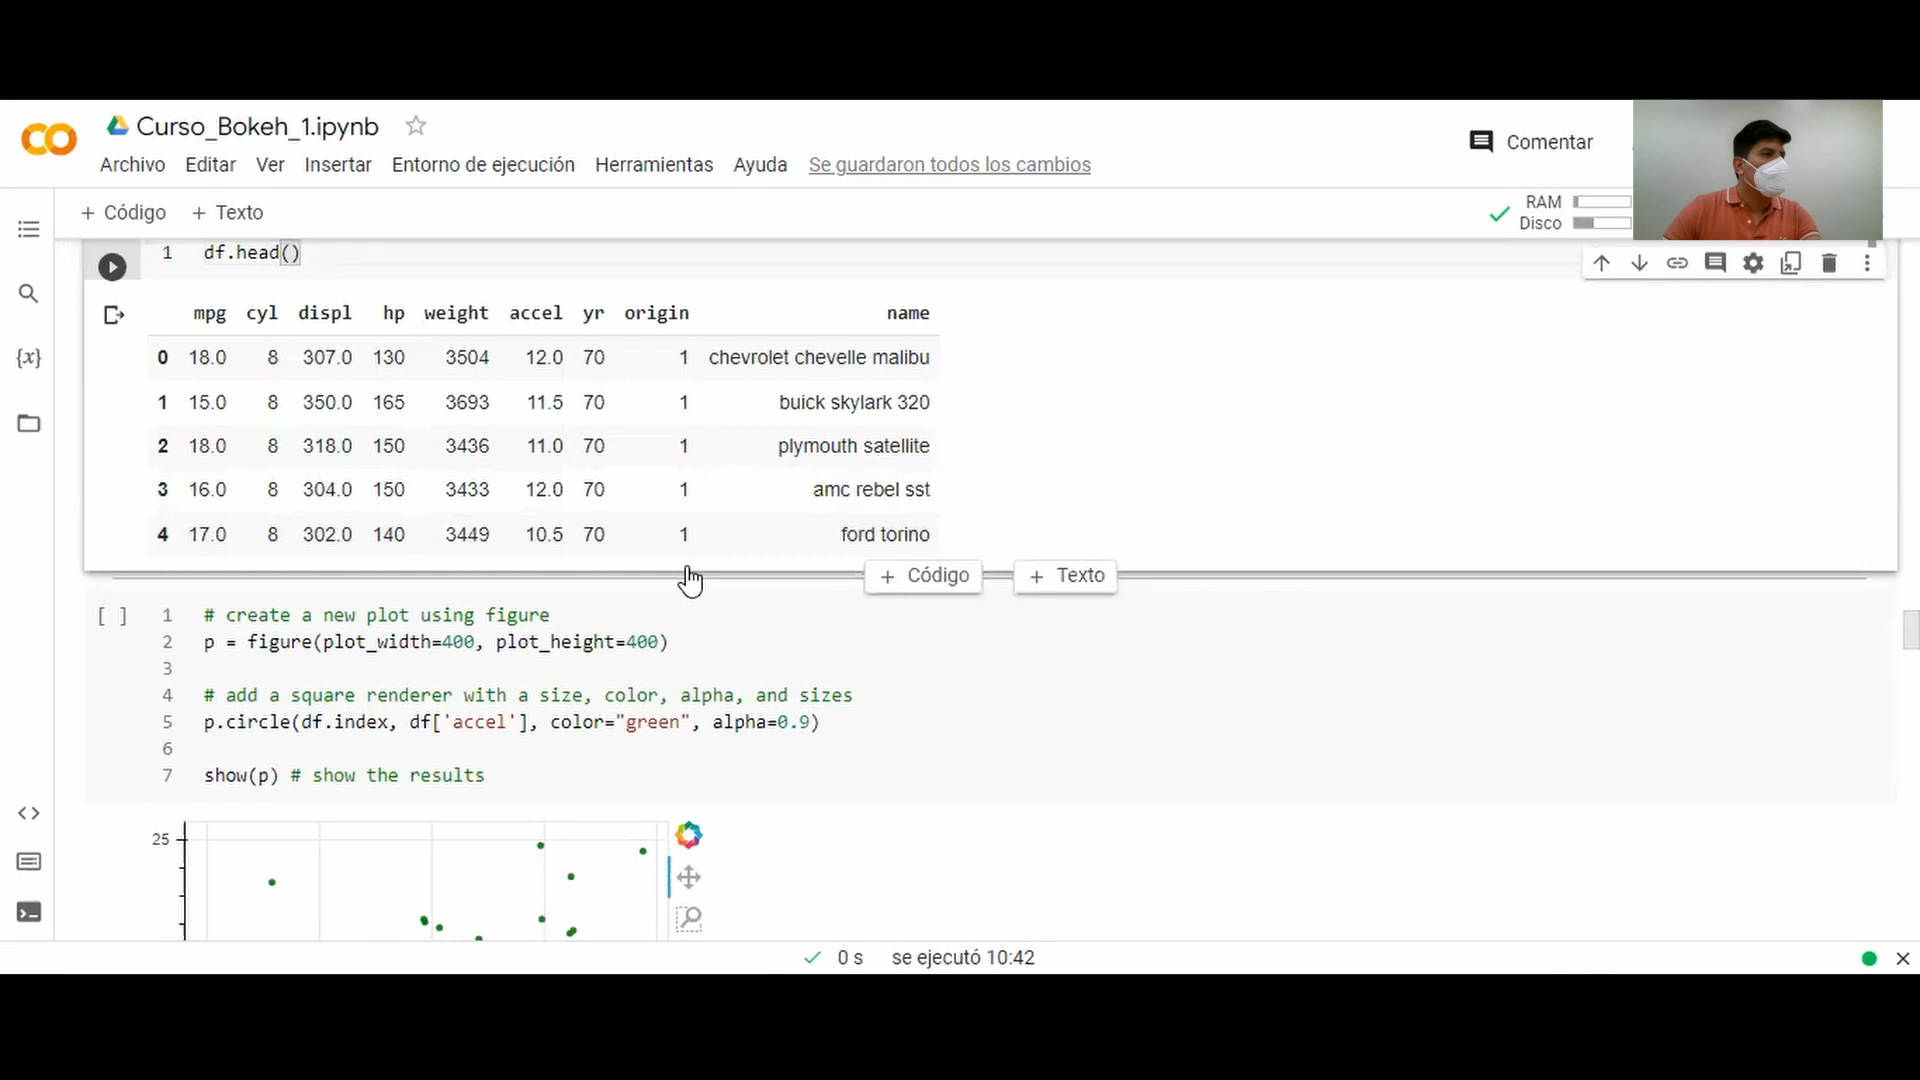 Curso_Bokeh_1.ipynb
Archivo Editar Ver Insertar Entorno de ejecución Herramientas Ayuda Se guardaron todos los cambios
Comentar
+ Código + Texto
RAM
Disco
1 df.head()
mpg cyl displ hp weight accel yr origin name
0 18.0 8 307.0 130 3504 12.0 70 1 chevrolet chevelle malibu
1 15.0 8 350.0 165 3693 11.5 70 1 buick skylark 320
2 18.0 8 318.0 150 3436 11.0 70 1 plymouth satellite
3 16.0 8 304.0 150 3433 12.0 70 1 amc rebel sst
4 17.0 8 302.0 140 3449 10.5 70 1 ford torino
+ Código + Texto
[ ] 1 # create a new plot using figure
2 p = figure(plot_width=400, plot_height=400)
3
4 # add a square renderer with a size, color, alpha, and sizes
5 p.circle(df.index, df['accel'], color="green", alpha=0.9)
6
7 show(p) # show the results
25
0 s se ejecutó 10:42